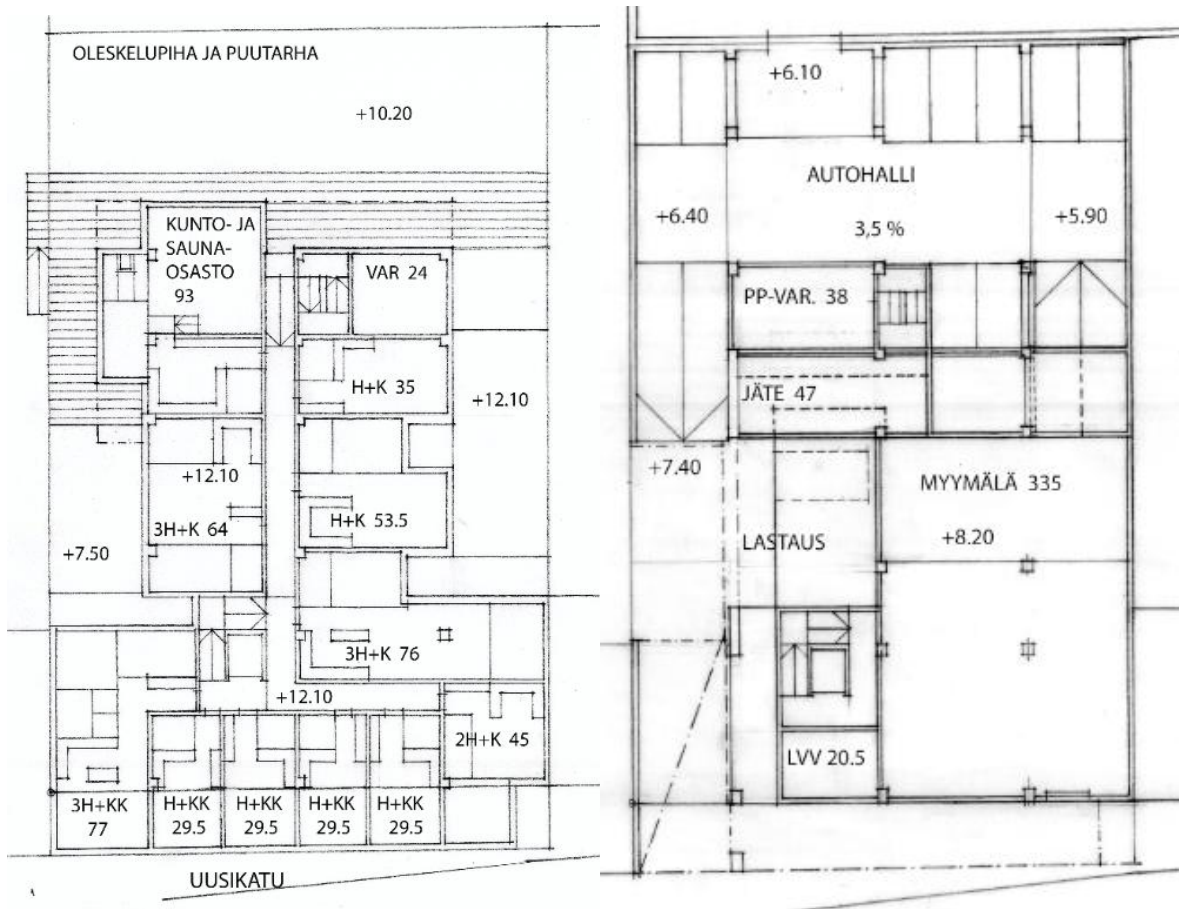 OLESKELUPIHA JA PUUTARHA
+10.20
KUNTO- JA
SAUNA-
OSASTO
93
VAR 24
H+K 35
+12.10
+12.10
3H+K 64
H+K 53.5
+7.50
3H+K 76
+12.10
2H+K 45
3H+KK
77
H+KK
29.5
H+KK
29.5
H+KK
29.5
H+KK
29.5
UUSIKATU
+6.10
AUTOHALLI
+6.40
3,5 %
+5.90
PP-VAR. 38
JÄTE 47
+7.40
MYYMÄLÄ 335
+8.20
LASTAUS
LVV 20.5